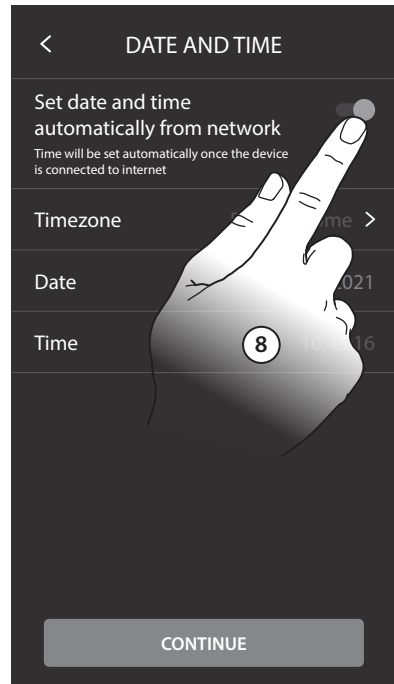 DATE AND TIME
Set date and time
automatically from network
Time will be set automatically once the device
is connected to internet
Timezone
Date
2021
Time
8
CONTINUE